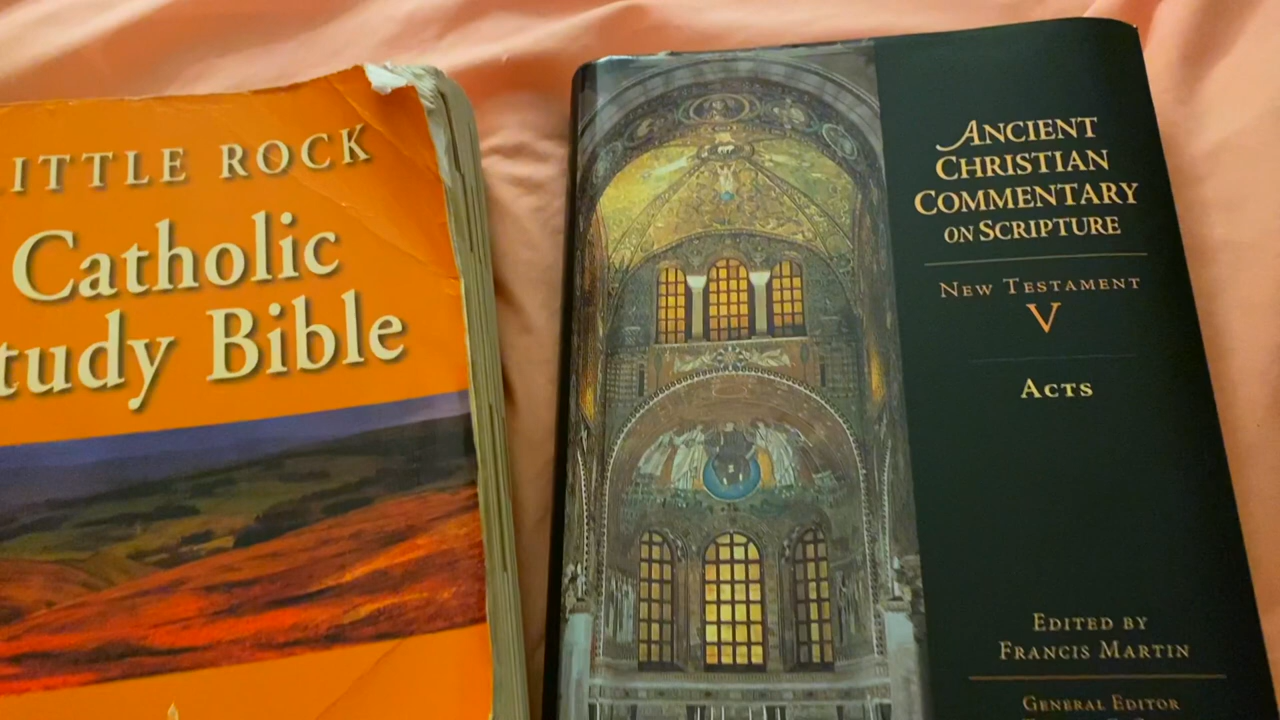 ITTLE ROCK
Catholic
tudy Bible
ANCIENT
CHRISTIAN
COMMENTARY
ON SCRIPTURE
NEW TESTAMENT
V
ACTS
EDITED BY
FRANCIS MARTIN
GENERAL EDITOR